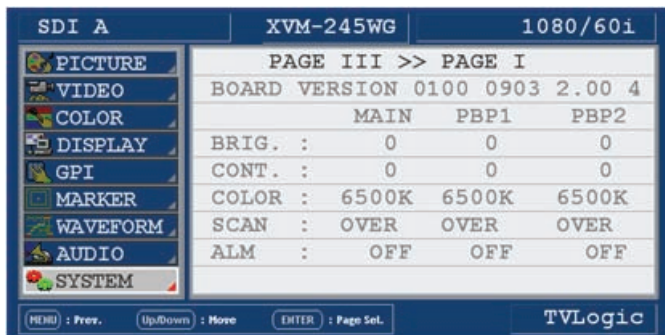 SDI A XVM-245WG 1080/60i
PICTURE
VIDEO
COLOR
DISPLAY
GPI
MARKER
WAVEFORM
AUDIO
SYSTEM
PAGE III >> PAGE I
BOARD VERSION 0100 0903 2.00 4
MAIN PBP1 PBP2
BRIG. : 0 0 0
CONT. : 0 0 0
COLOR : 6500K 6500K 6500K
SCAN : OVER OVER OVER
ALM : OFF OFF OFF
MENU : Prev. Up/Down : Move ENTER : Page Sel. TVLogic